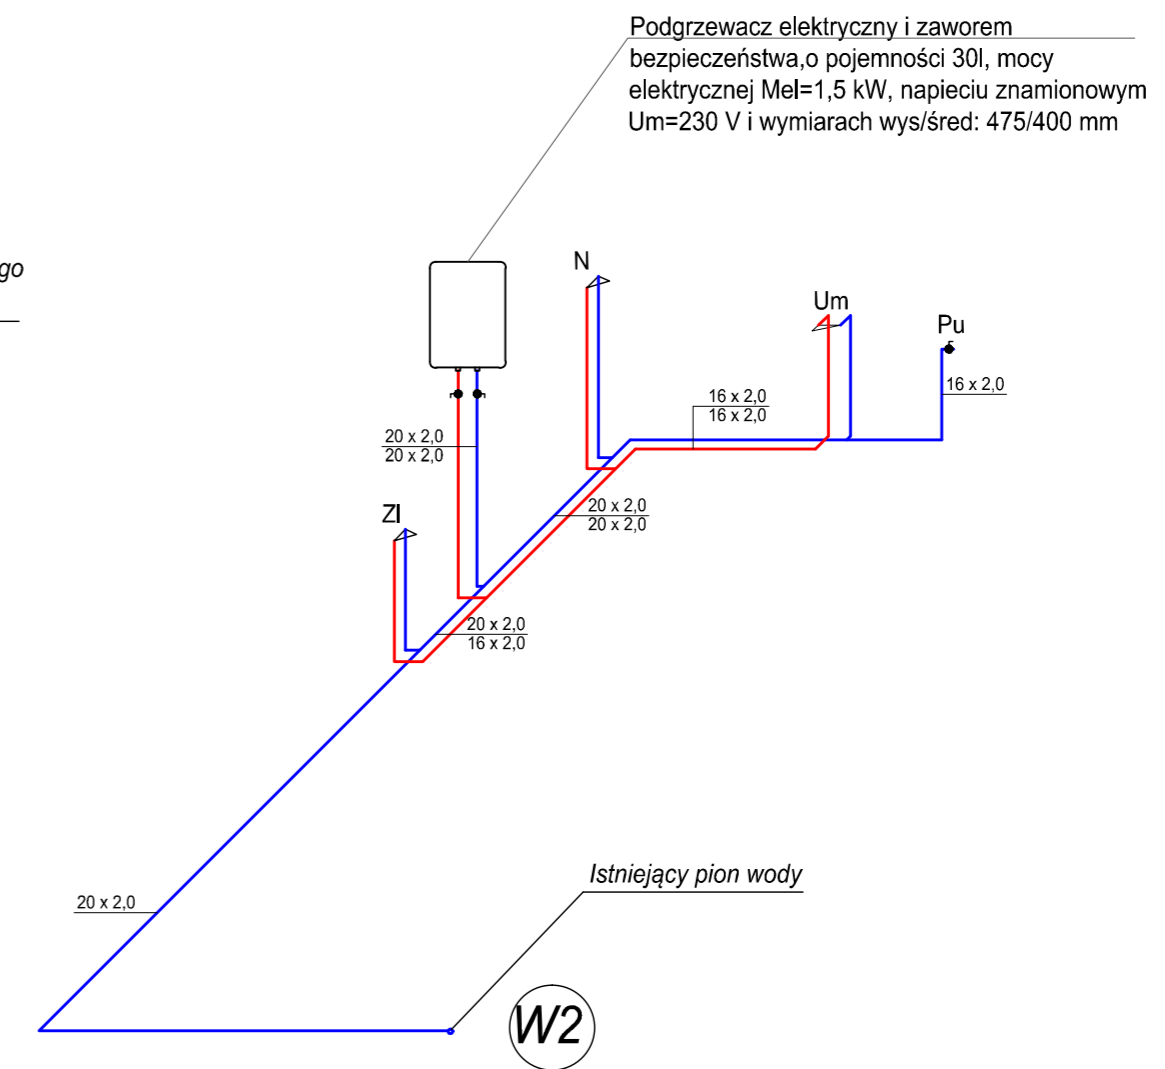 Podgrzewacz elektryczny i zaworem
bezpieczeństwa,o pojemności 30l, mocy
elektrycznej Mel=1,5 kW, napieciu znamionowym
Um=230 V i wymiarach wys/śred: 475/400 mm
go
N
Um
Pu
16 x 2,0
16 x 2,0
16 x 2,0
20 x 2,0
20 x 2,0
20 x 2,0
20 x 2,0
Zl
20 x 2,0
16 x 2,0
Istniejący pion wody
20 x 2,0
W2